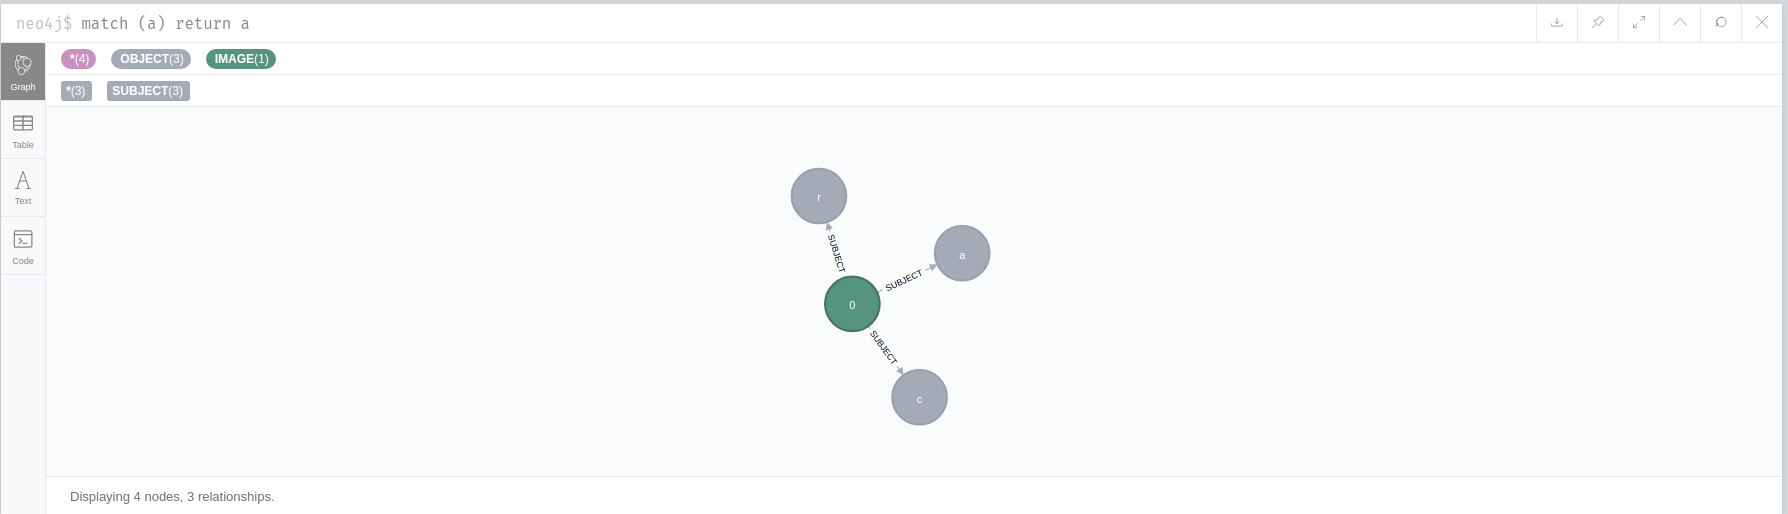 neo4j$ match (a) return a
Graph
*(4) OBJECT(3) IMAGE(1)
*(3) SUBJECT(3)
Table
Text
Code
r
SUBJECT
a
SUBJECT
0
SUBJECT
c
Displaying 4 nodes, 3 relationships.